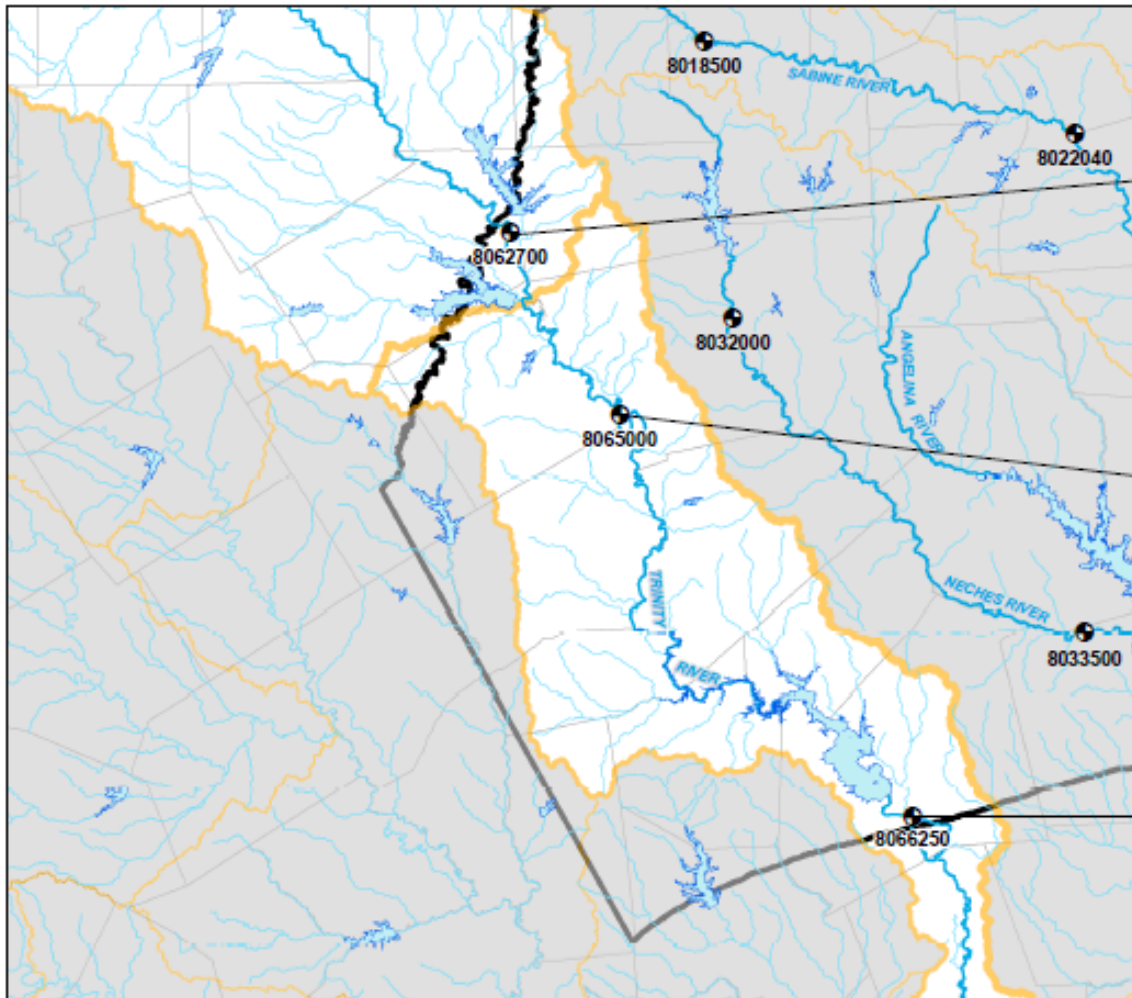 8018500
SABINE RIVER
8022040
8062700
8032000
ANGELINA
RIVER
8065000
TRINITY
RIVER
NECHES RIVER
8033500
8066250